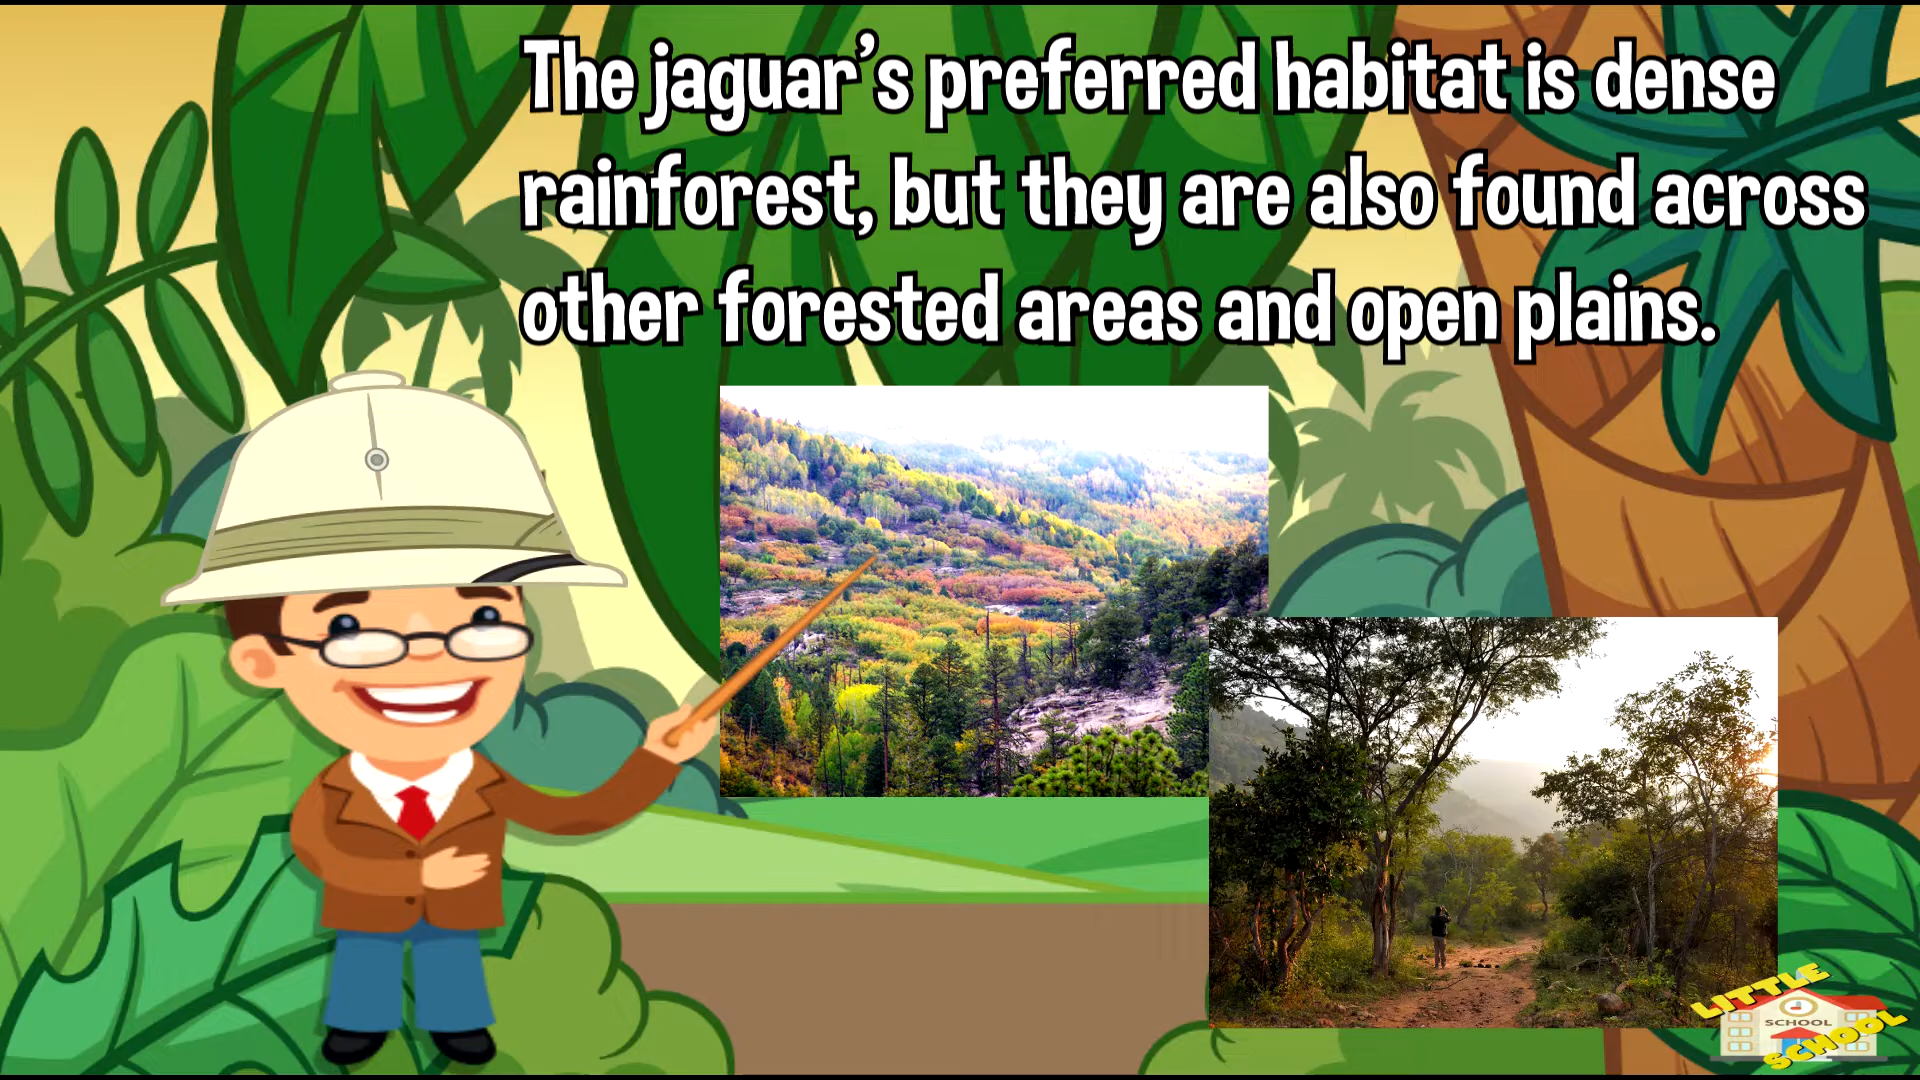 The jaguar’s preferred habitat is dense
rainforest, but they are also found across
other forested areas and open plains.
LITTLE
SCHOOL
SCHOOL